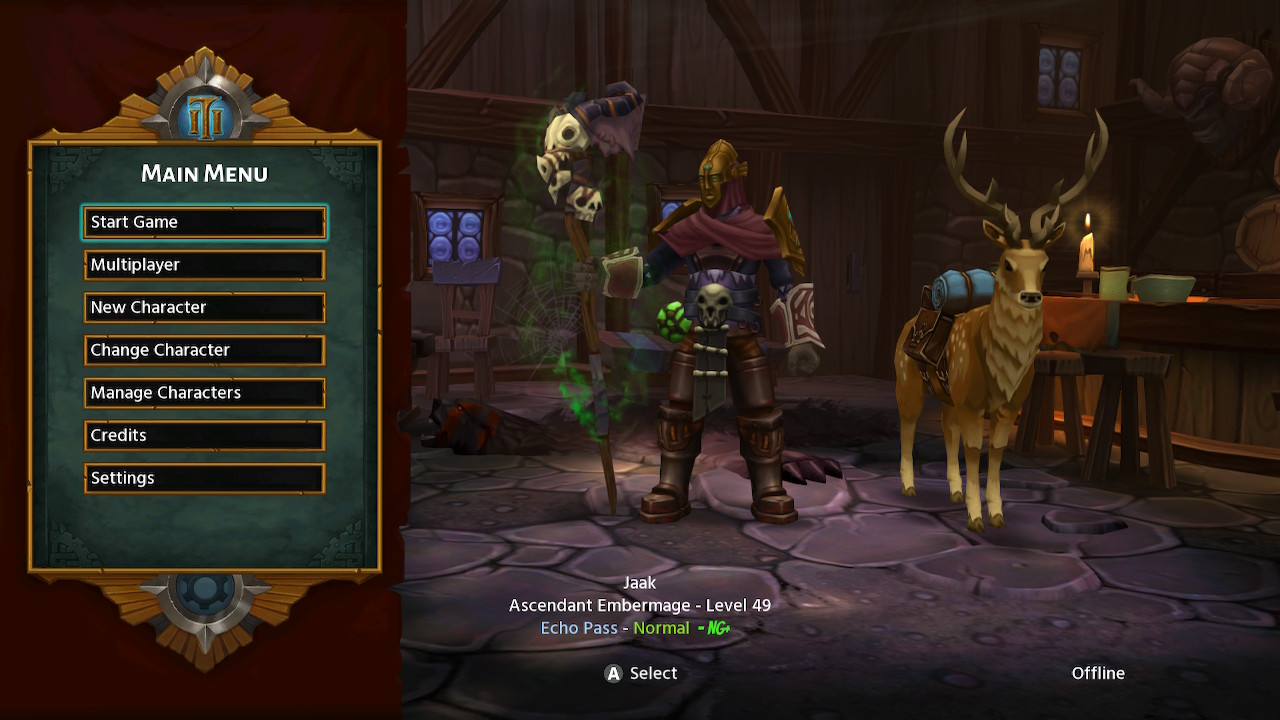 Main Menu
Start Game
Multiplayer
New Character
Change Character
Manage Characters
Credits
Settings
Jaak
Ascendant Embermage - Level 49
Echo Pass - Normal - NG+
A Select
Offline